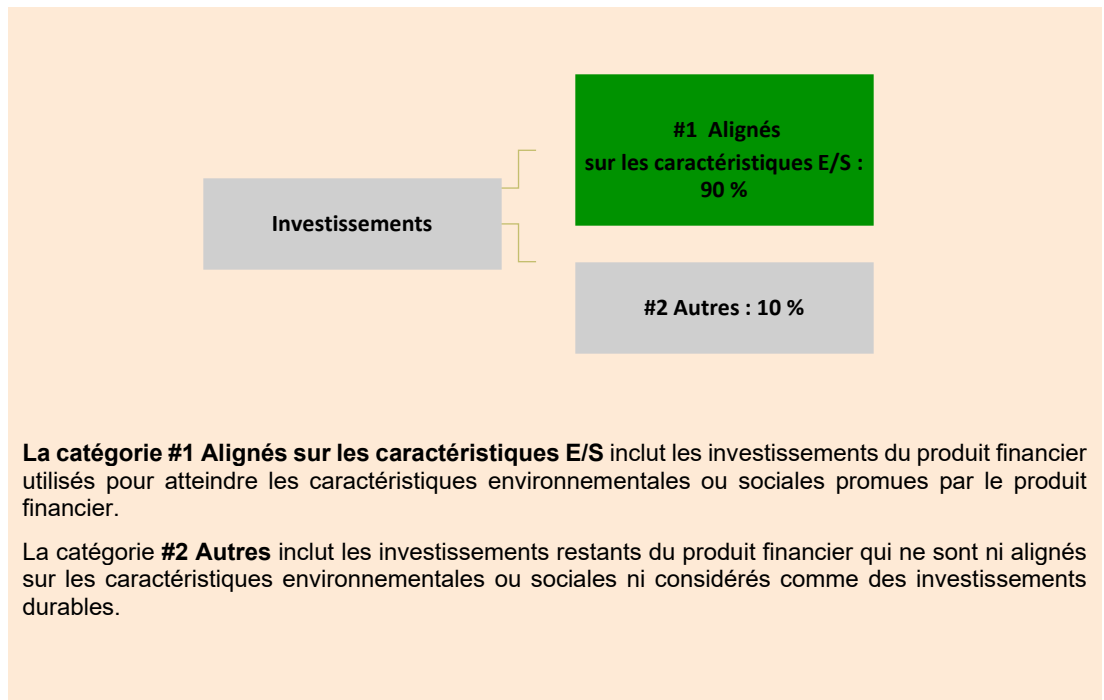 #1 Alignés
sur les caractéristiques E/S :
90 %
Investissements
#2 Autres : 10 %
La catégorie #1 Alignés sur les caractéristiques E/S inclut les investissements du produit financier
utilisés pour atteindre les caractéristiques environnementales ou sociales promues par le produit
financier.
La catégorie #2 Autres inclut les investissements restants du produit financier qui ne sont ni alignés
sur les caractéristiques environnementales ou sociales ni considérés comme des investissements
durables.